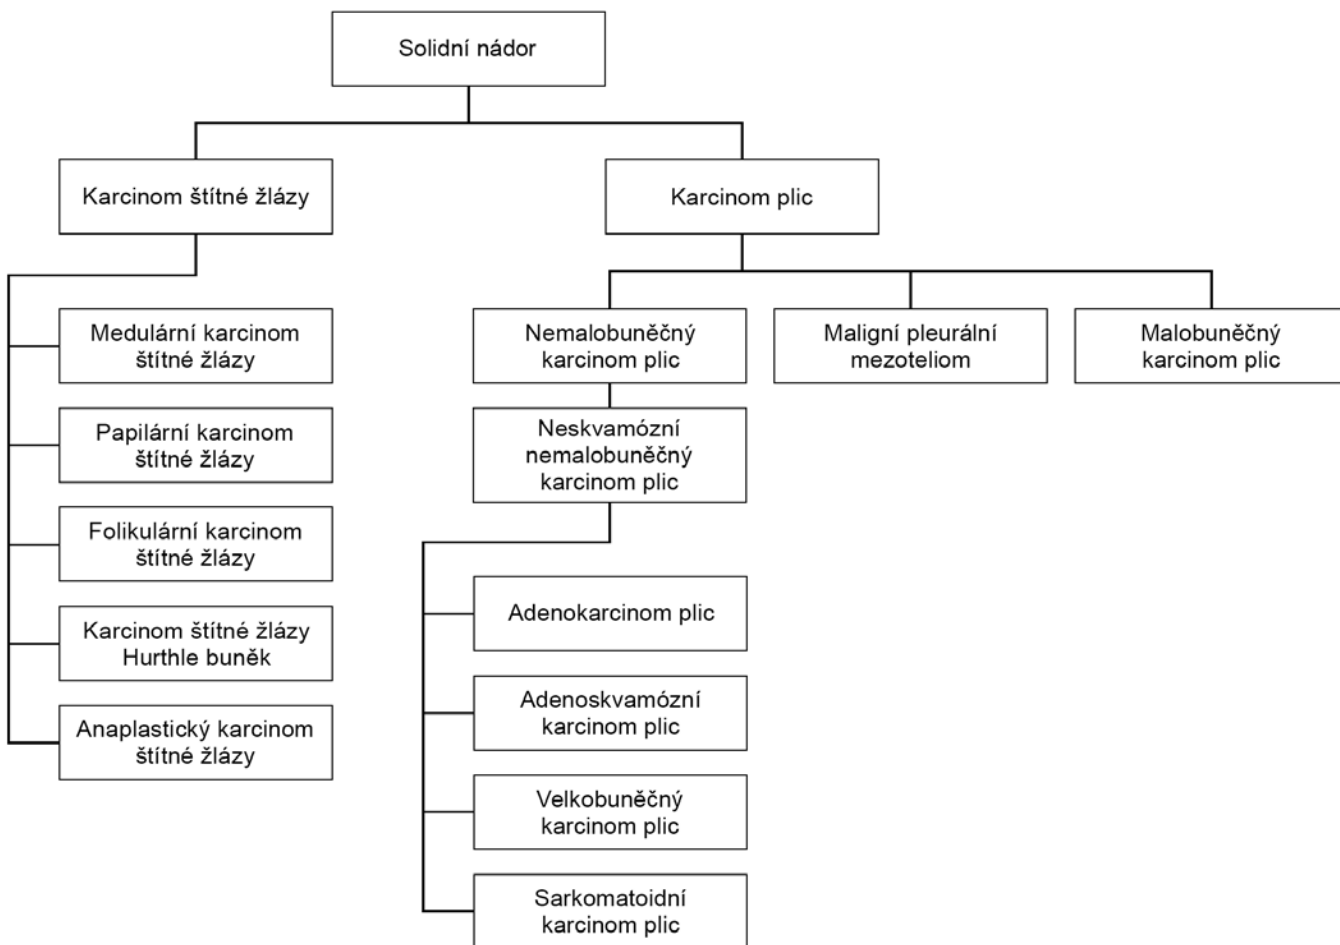 Solidní nádor
Karcinom štítné žlázy
Karcinom plic
Medulární karcinom
štítné žlázy
Papilární karcinom
štítné žlázy
Folikulární karcinom
štítné žlázy
Karcinom štítné žlázy
Hurthle buněk
Anaplastický karcinom
štítné žlázy
Nemalobuněčný
karcinom plic
Maligní pleurální
mezoteliom
Malobuněčný
karcinom plic
Neskvamózní
nemalobuněčný
karcinom plic
Adenokarcinom plic
Adenoskvamózní
karcinom plic
Velkobuněčný
karcinom plic
Sarkomatoidní
karcinom plic